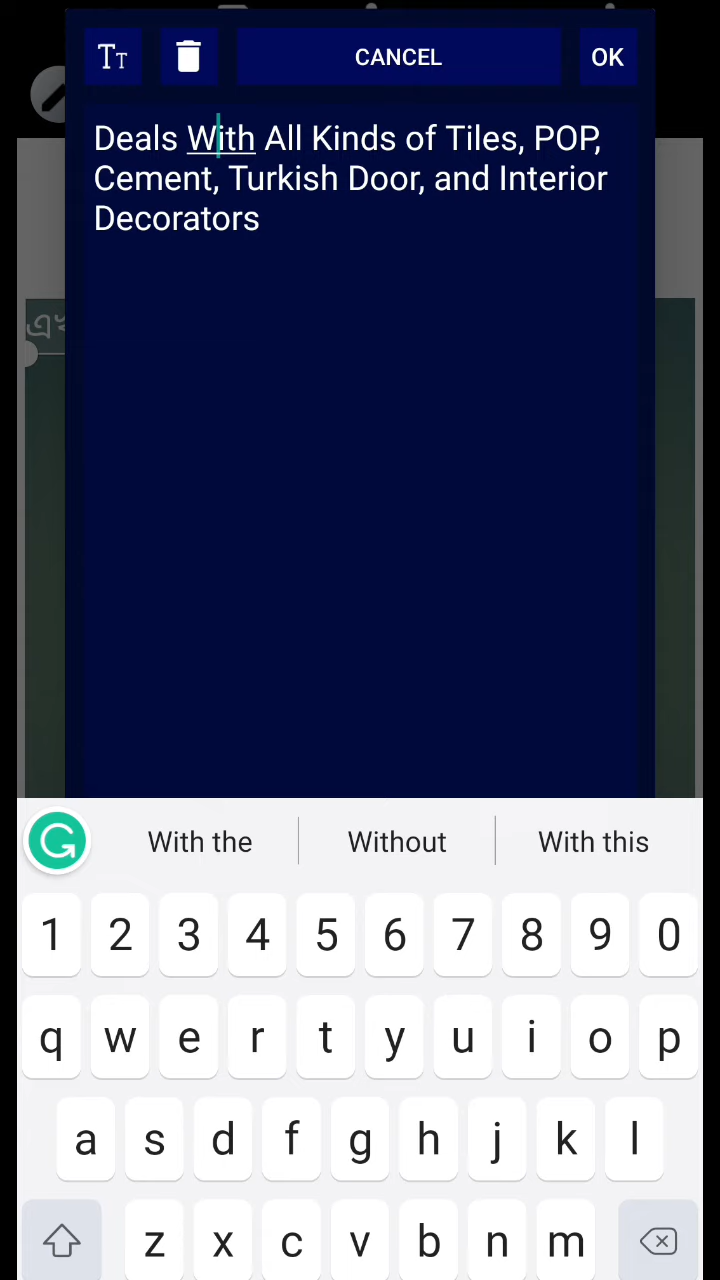 TT
CANCEL
OK
Deals With All Kinds of Tiles, POP,
Cement, Turkish Door, and Interior
Decorators
With the
Without
With this
1 2 3 4 5 6 7 8 9 0
q w e r t y u i o p
a s d f g h j k l
z x c v b n m